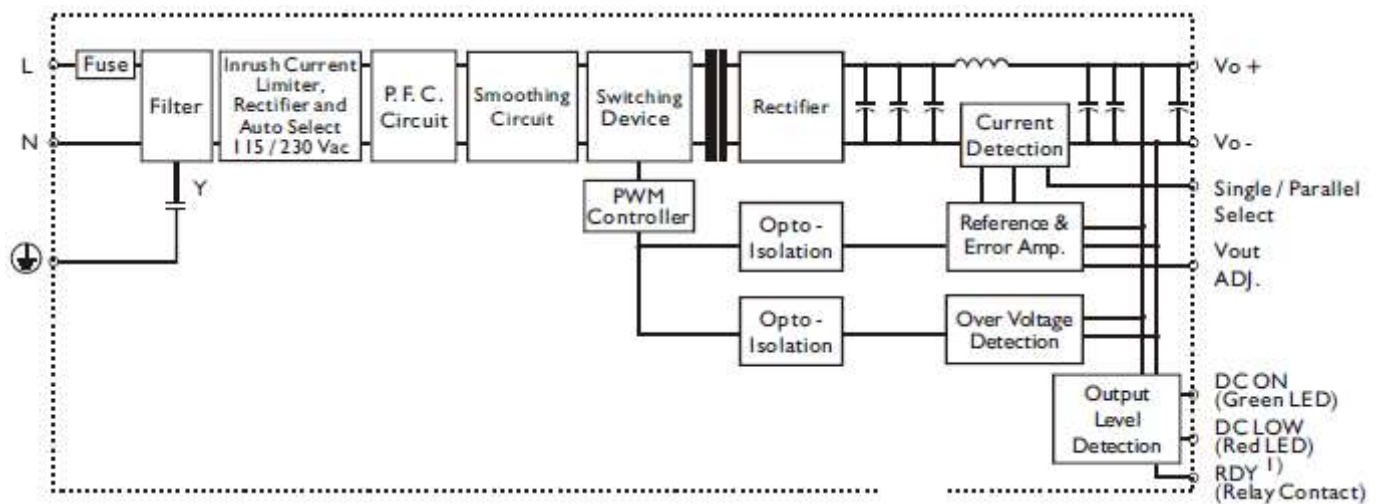 L
Fuse
Filter
Inrush Current
Limiter,
Rectifier and
Auto Select
115 / 230 Vac
P. F. C.
Circuit
Smoothing
Circuit
Switching
Device
Rectifier
Current
Detection
Vo +
N
Vo -
Y
PWM
Controller
Opto -
Isolation
Reference &
Error Amp.
Single / Parallel
Select
Vout
ADJ.
Opto -
Isolation
Over Voltage
Detection
Output
Level
Detection
DC ON
(Green LED)
DC LOW
(Red LED)
RDY 1)
(Relay Contact)